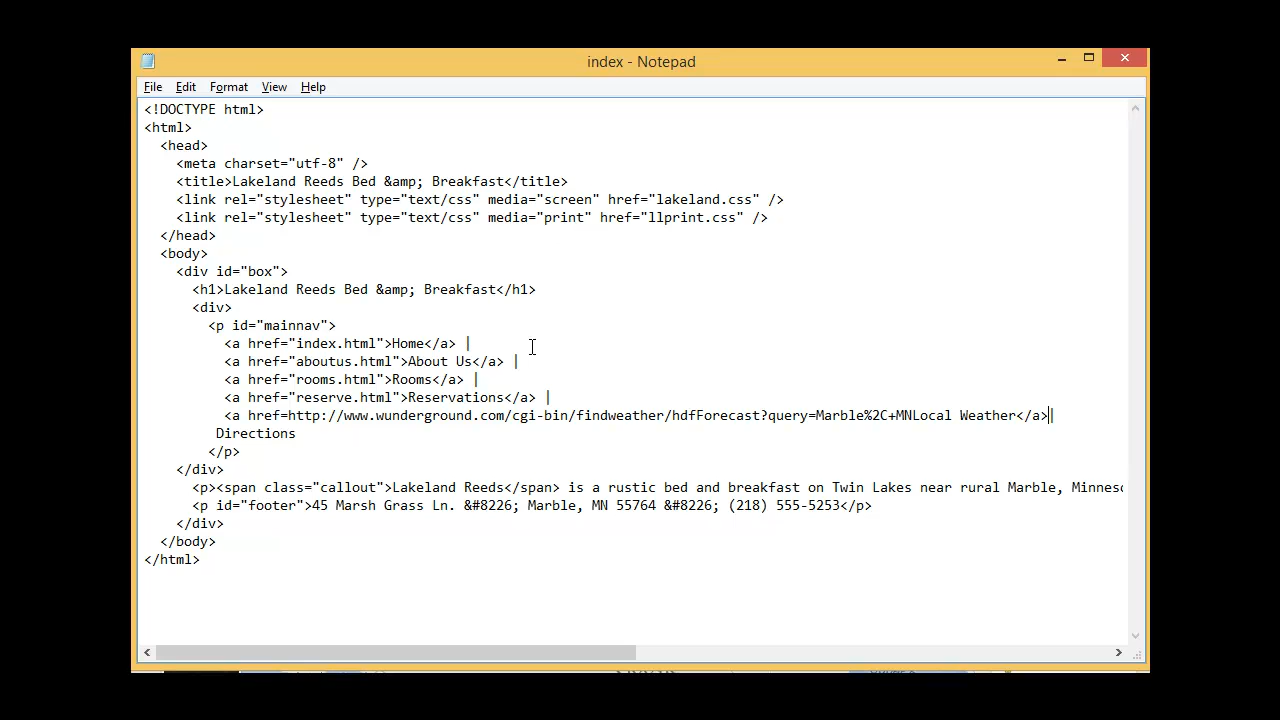 index - Notepad
File Edit Format View Help
<!DOCTYPE html>
<html>
<head>
<meta charset="utf-8" />
<title>Lakeland Reeds Bed &amp; Breakfast</title>
<link rel="stylesheet" type="text/css" media="screen" href="lakeland.css" />
<link rel="stylesheet" type="text/css" media="print" href="llprint.css" />
</head>
<body>
<div id="box">
<h1>Lakeland Reeds Bed &amp; Breakfast</h1>
<div>
<p id="mainnav">
<a href="index.html">Home</a> |
<a href="aboutus.html">About Us</a> |
<a href="rooms.html">Rooms</a> |
<a href="reserve.html">Reservations</a> |
<a href=http://www.wunderground.com/cgi-bin/findweather/hdfForecast?query=Marble%2C+MNLocal Weather</a>|
Directions
</p>
</div>
<p><span class="callout">Lakeland Reeds</span> is a rustic bed and breakfast on Twin Lakes near rural Marble,
<p id="footer">45 Marsh Grass Ln. &#8226; Marble, MN 55764 &#8226; (218) 555-5253</p>
</div>
</body>
</html>